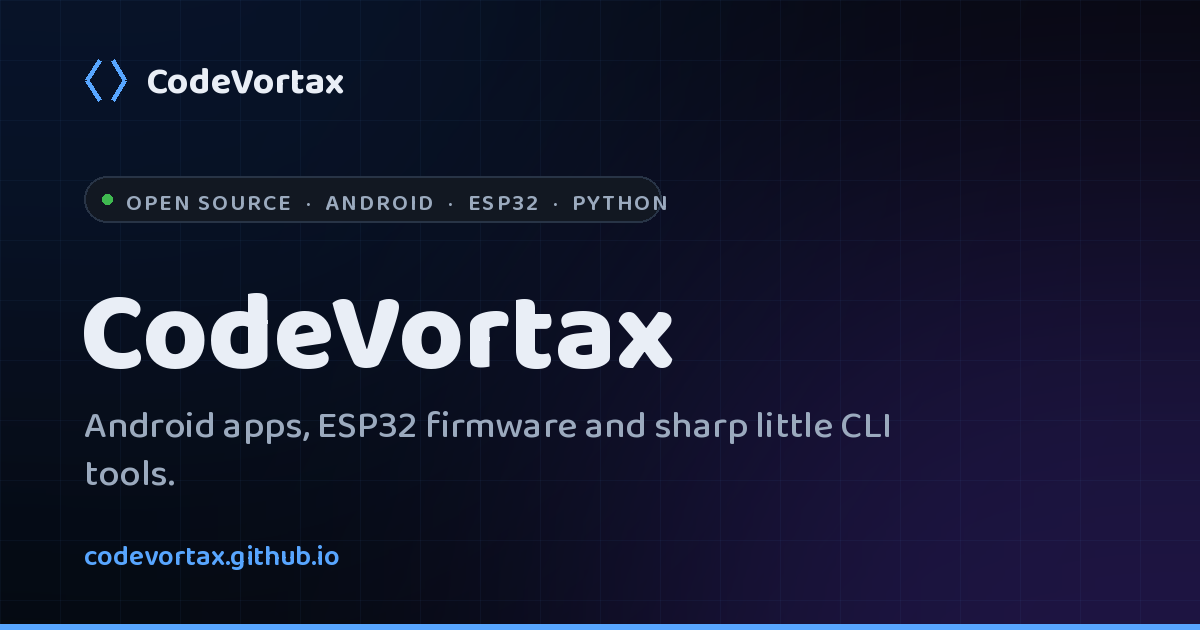 CodeVortax
OPEN SOURCE · ANDROID · ESP32 · PYTHON
CodeVortax
Android apps, ESP32 firmware and sharp little CLI
tools.
codevortax.github.io